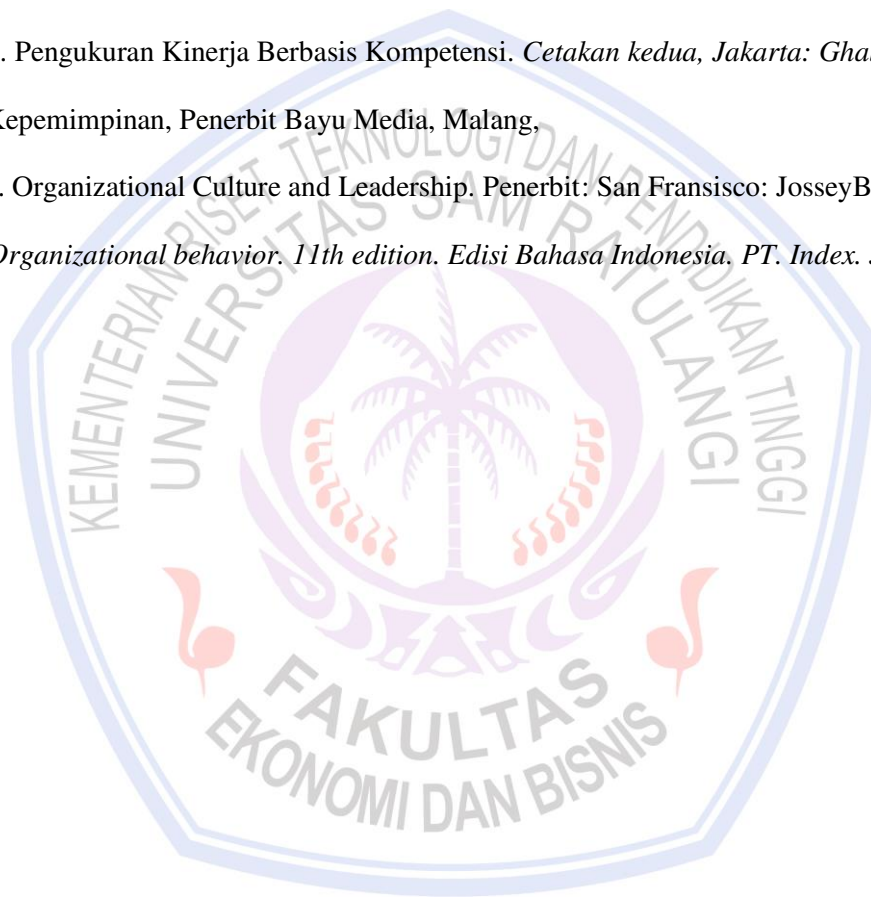 . Pengukuran Kinerja Berbasis Kompetensi. Cetakan kedua, Jakarta: Ghal
Kepemimpinan, Penerbit Bayu Media, Malang,
. Organizational Culture and Leadership. Penerbit: San Fransisco: JosseyB
Organizational behavior. 11th edition. Edisi Bahasa Indonesia. PT. Index.
KEMENTERIAN RISET TEKNOLOGI DAN PENDIDIKAN TINGGI
UNIVERSITAS SAM RATULANGI
FAKULTAS
EKONOMI DAN BISNIS